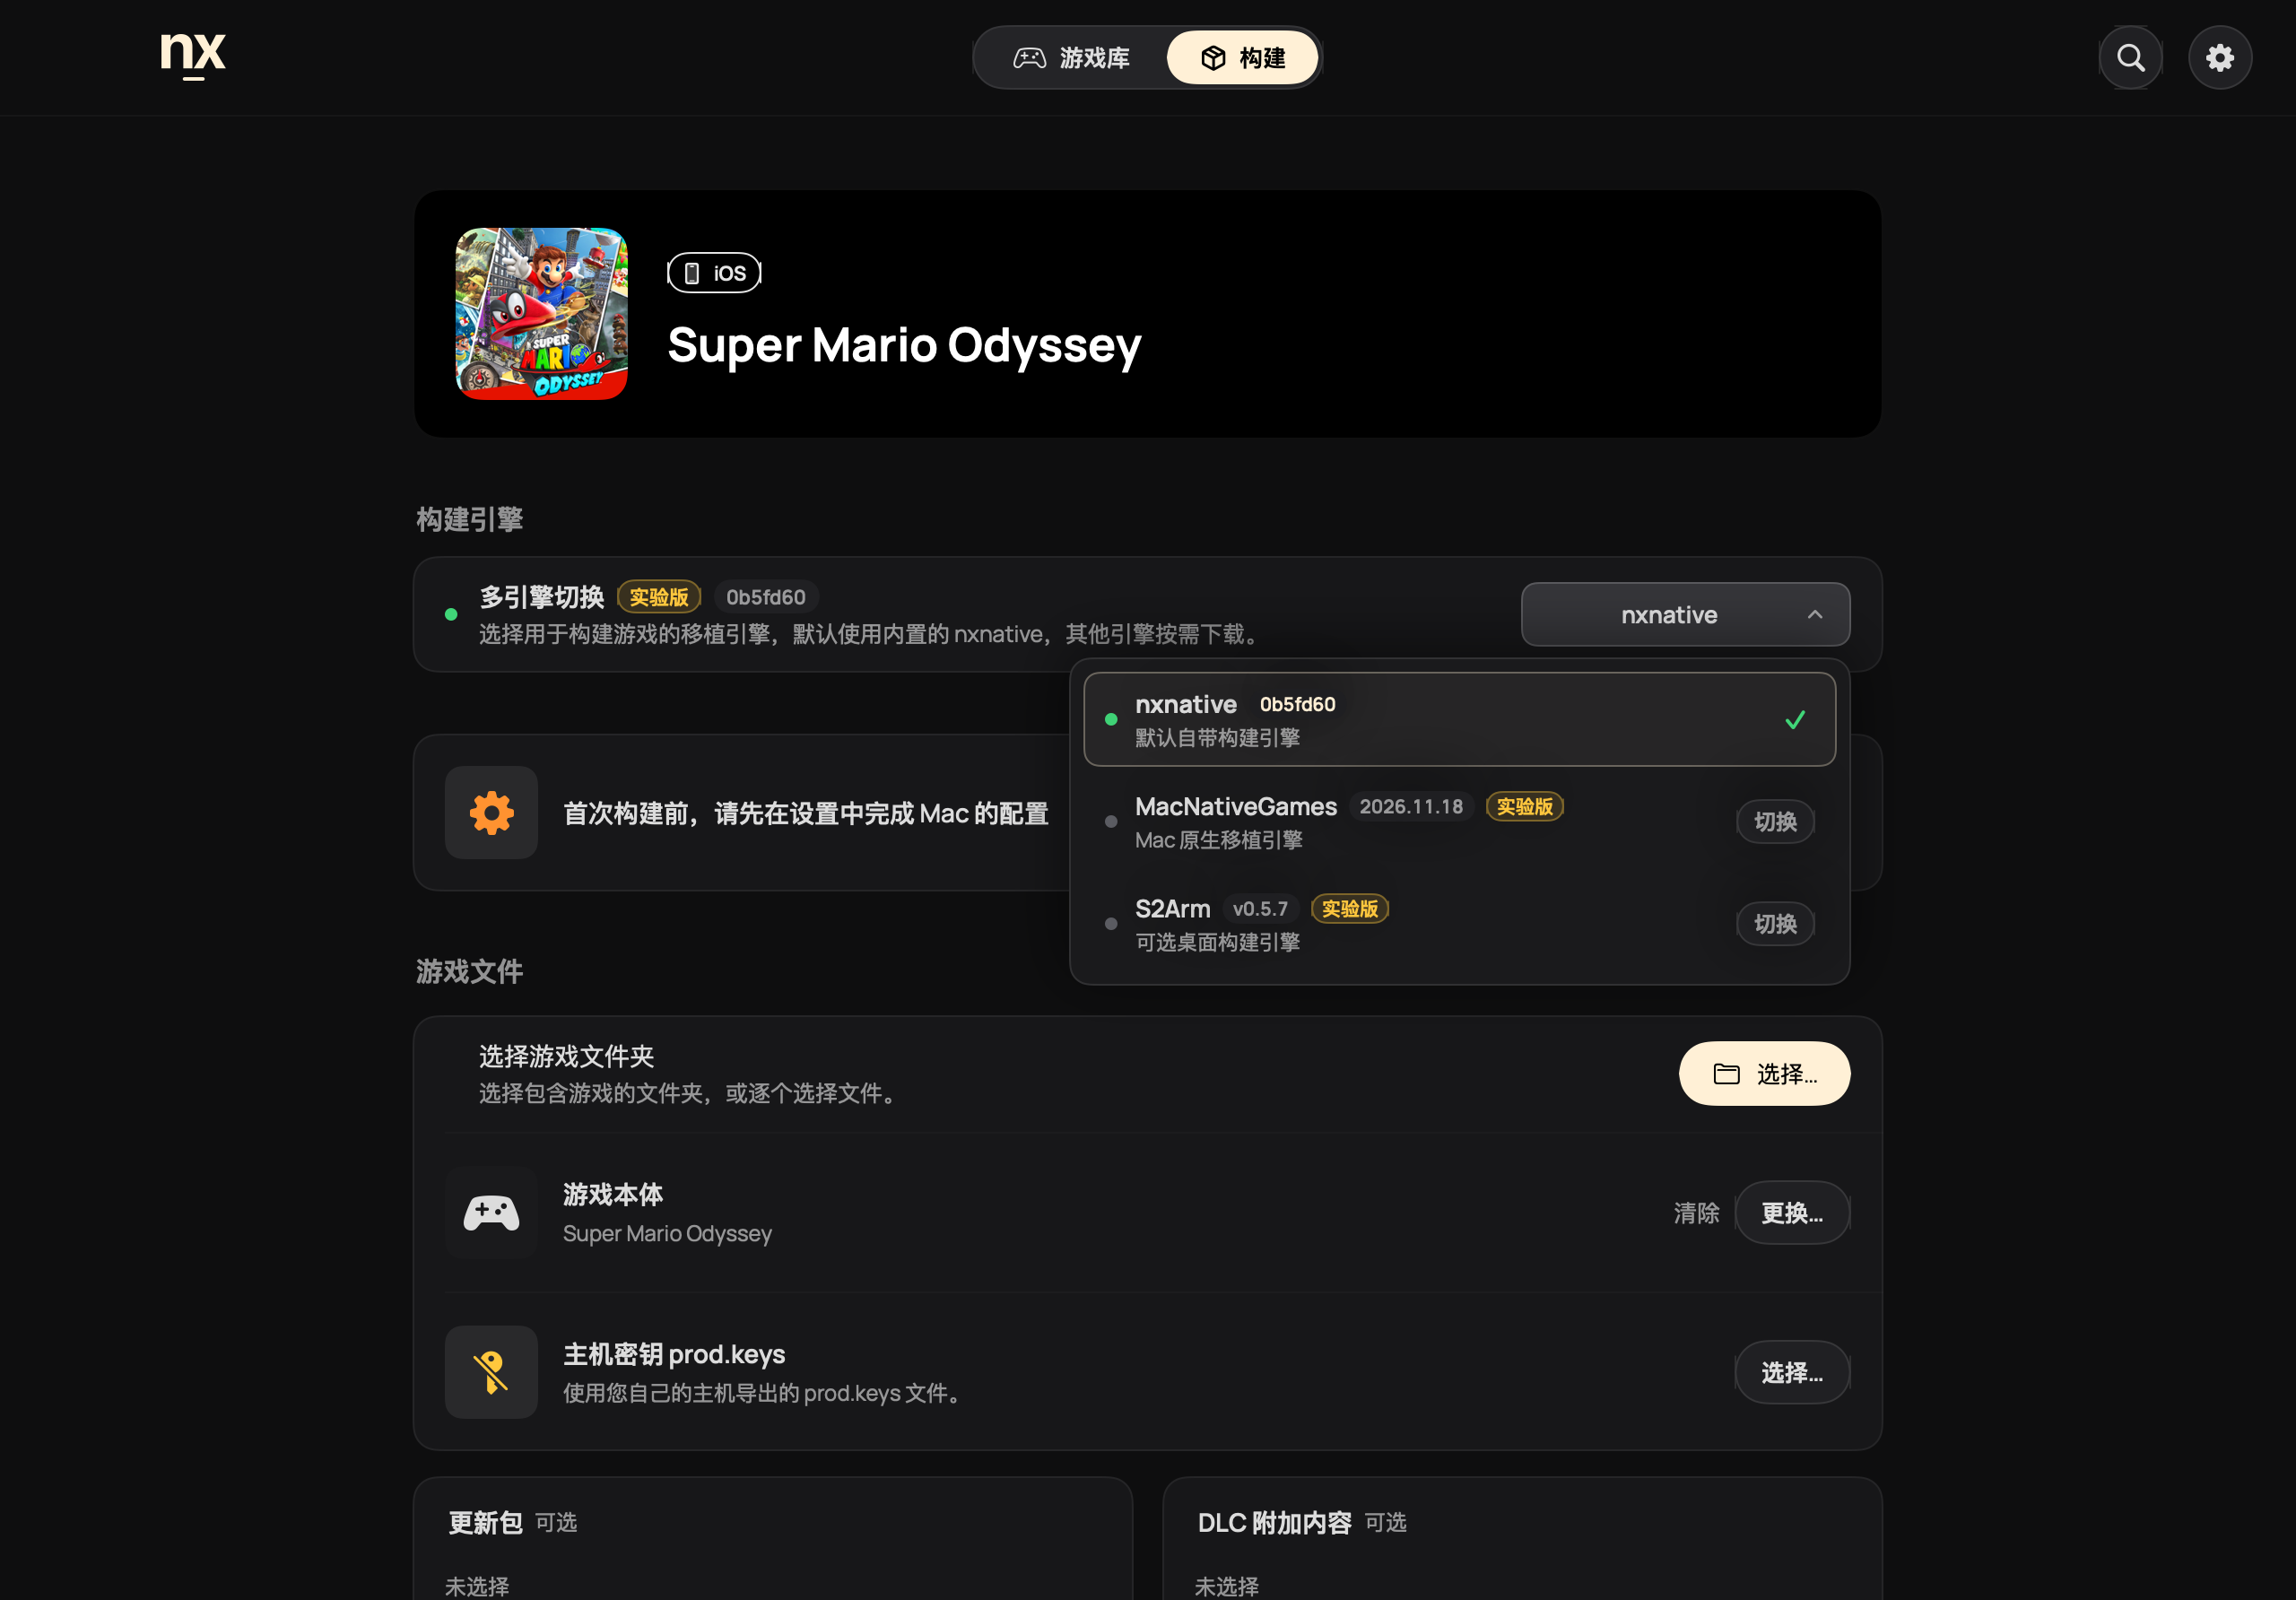 nx
游戏库
构建
iOS
Super Mario Odyssey
SUPER
MARIO
ODYSSEY
构建引擎
多引擎切换 实验版 0b5fd60
选择用于构建游戏的移植引擎，默认使用内置的 nxnative，其他引擎按需下载。
nxnative
nxnative 0b5fd60
默认自带构建引擎
MacNativeGames 2026.11.18 实验版
Mac 原生移植引擎
切换
S2Arm v0.5.7 实验版
可选桌面构建引擎
切换
首次构建前，请先在设置中完成 Mac 的配置
游戏文件
选择游戏文件夹
选择包含游戏的文件夹，或逐个选择文件。
选择...
游戏本体
Super Mario Odyssey
清除
更换...
主机密钥 prod.keys
使用您自己的主机导出的 prod.keys 文件。
选择...
更新包 可选
未选择
DLC 附加内容 可选
未选择